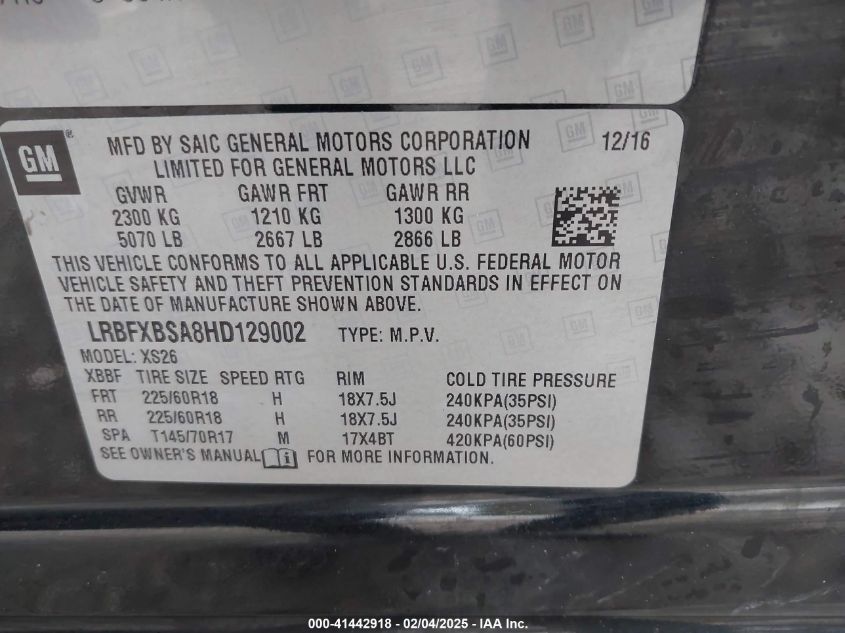 GM
MFD BY SAIC GENERAL MOTORS CORPORATION 12/16
LIMITED FOR GENERAL MOTORS LLC
GVWR GAWR FRT GAWR RR
2300 KG 1210 KG 1300 KG
5070 LB 2667 LB 2866 LB
THIS VEHICLE CONFORMS TO ALL APPLICABLE U.S. FEDERAL MOTOR
VEHICLE SAFETY AND THEFT PREVENTION STANDARDS IN EFFECT ON
THE DATE OF MANUFACTURE SHOWN ABOVE.
LRBFXBSA8HD129002 TYPE: M.P.V.
MODEL: XS26
XBBF TIRE SIZE SPEED RTG RIM COLD TIRE PRESSURE
FRT 225/60R18 H 18X7.5J 240KPA(35PSI)
RR 225/60R18 H 18X7.5J 240KPA(35PSI)
SPA T145/70R17 M 17X4BT 420KPA(60PSI)
SEE OWNER'S MANUAL i FOR MORE INFORMATION.
000-41442918 - 02/04/2025 - IAA Inc.